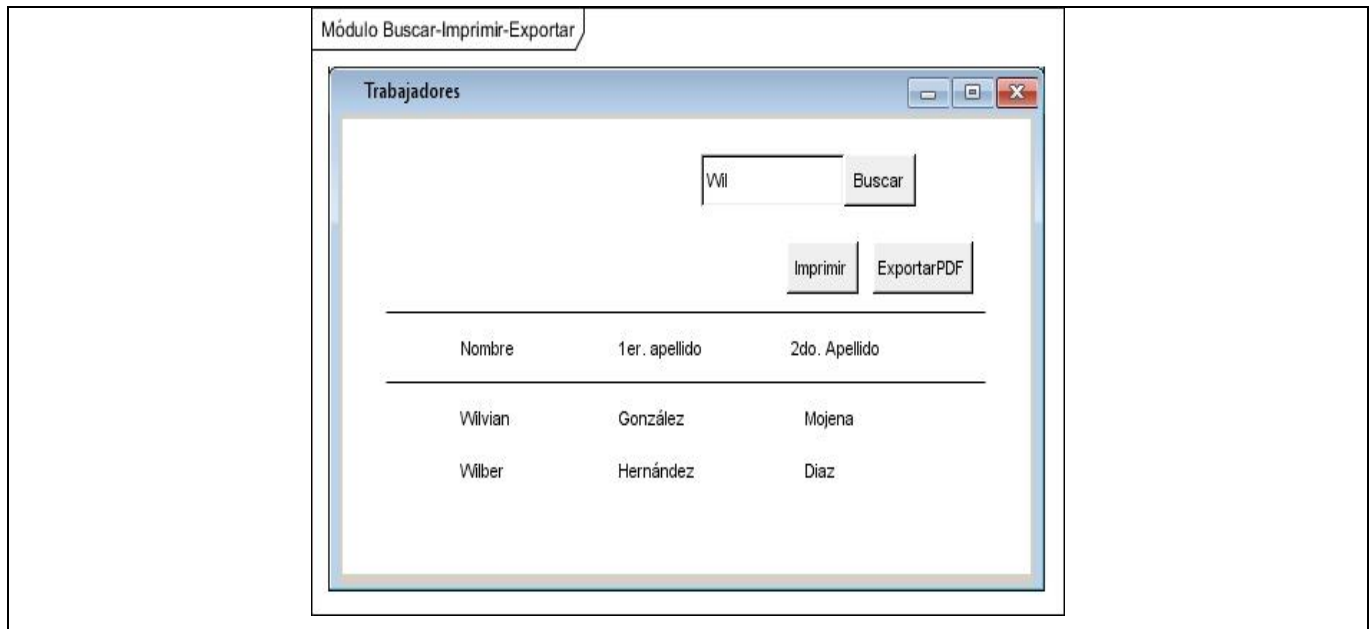 Módulo Buscar-Imprimir-Exportar
Trabajadores
Wil Buscar
Imprimir ExportarPDF
Nombre 1er. apellido 2do. Apellido
Wilvian González Mojena
Wilber Hernández Diaz